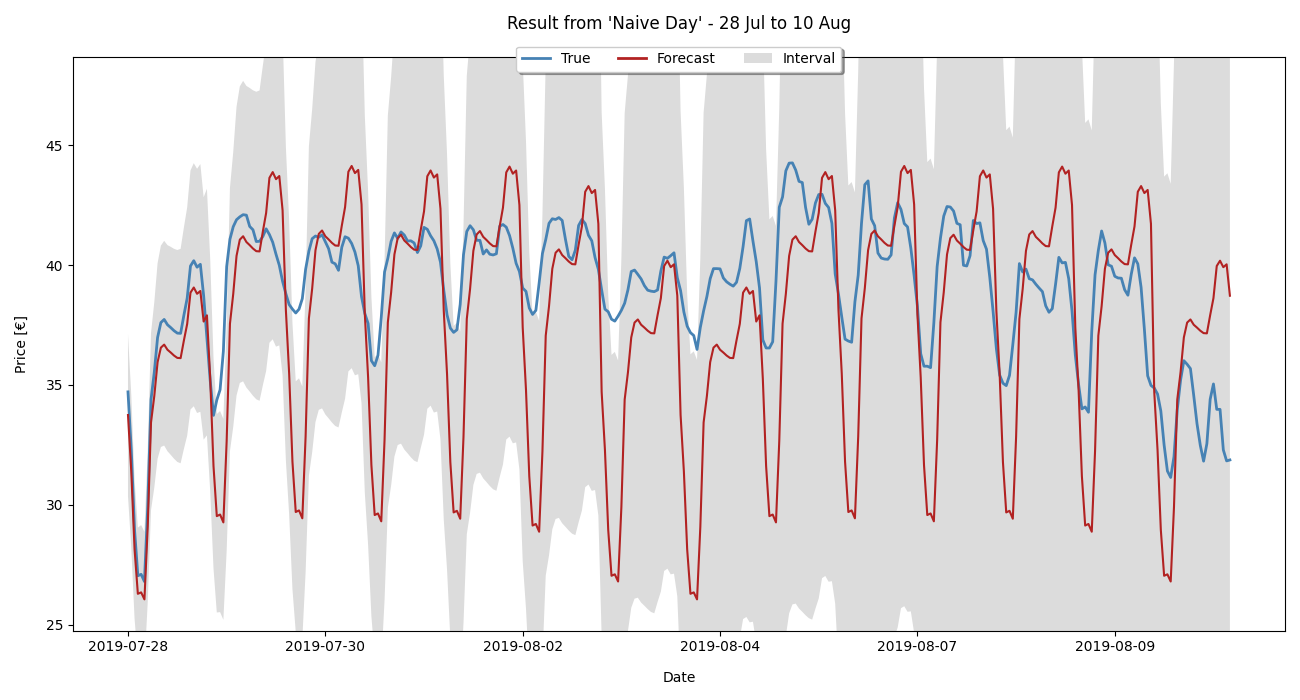 Result from 'Naive Day' - 28 Jul to 10 Aug
True Forecast Interval
45
40
35
30
25
Price [€]
2019-07-28 2019-07-30 2019-08-02 2019-08-04 2019-08-07 2019-08-09
Date